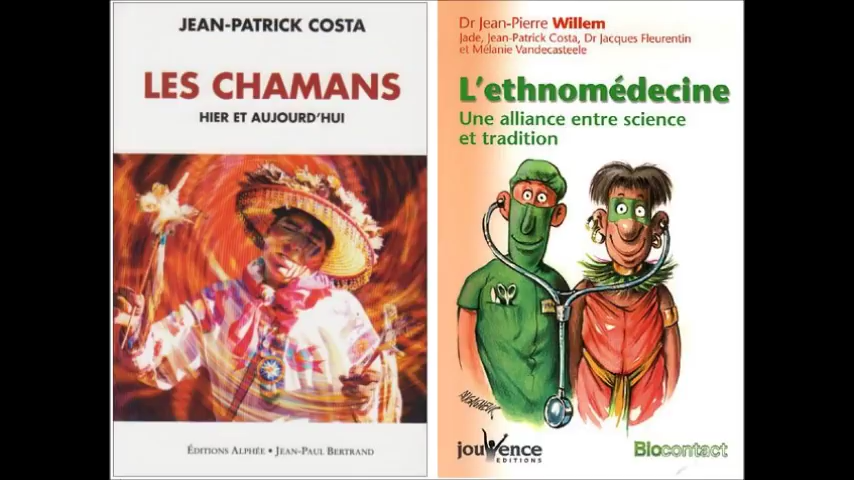 JEAN-PATRICK COSTA
LES CHAMANS
HIER ET AUJOURD'HUI
ÉDITIONS ALPHÉE • JEAN-PAUL BERTRAND
Dr Jean-Pierre Willem
Jade, Jean-Patrick Costa, Dr Jacques Fleurentin
et Mélanie Vandecasteele
L'ethnomédecine
Une alliance entre science
et tradition
jouvence
EDITIONS
Biocontact